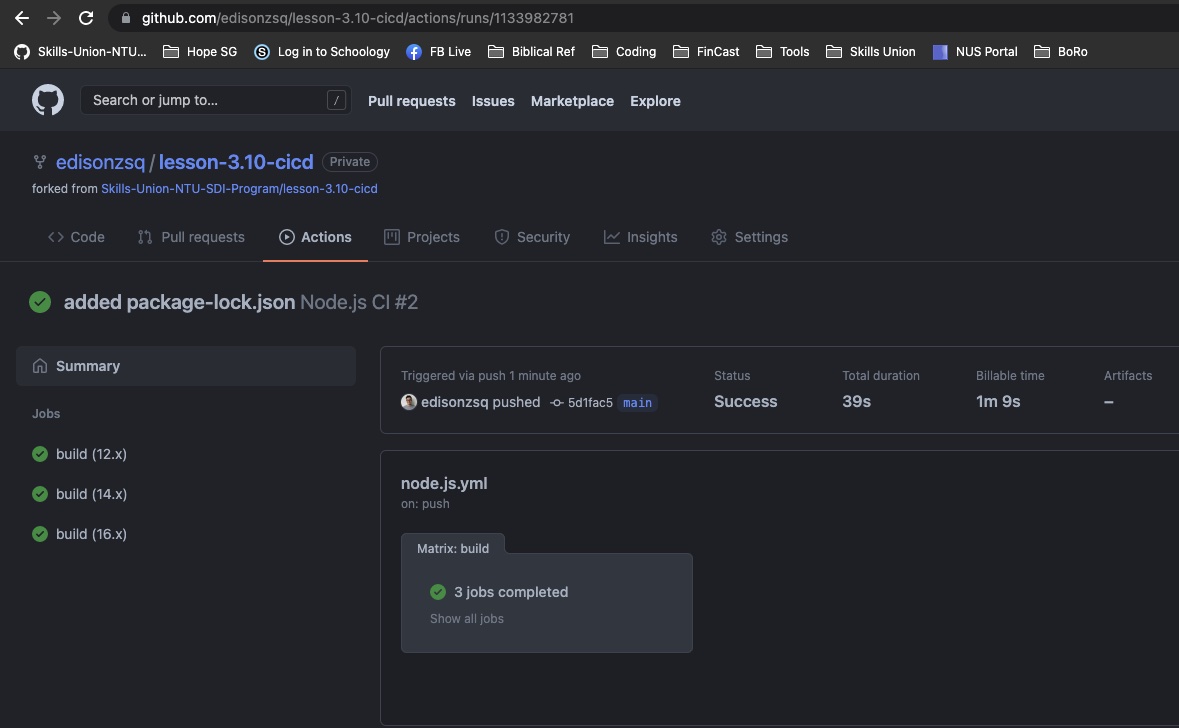 github.com/edisonzsq/lesson-3.10-cicd/actions/runs/1133982781
Skills-Union-NTU... Hope SG Log in to Schoology FB Live Biblical Ref Coding FinCast Tools Skills Union NUS Portal BoRo
Search or jump to... / Pull requests Issues Marketplace Explore
edisonzsq/lesson-3.10-cicd Private
forked from Skills-Union-NTU-SDI-Program/lesson-3.10-cicd
Code Pull requests Actions Projects Security Insights Settings
added package-lock.json Node.js CI #2
Summary
Jobs
build (12.x)
build (14.x)
build (16.x)
Triggered via push 1 minute ago
edisonzsq pushed 5d1fac5 main
Status
Success
Total duration
39s
Billable time
1m 9s
Artifacts
–
node.js.yml
on: push
Matrix: build
3 jobs completed
Show all jobs